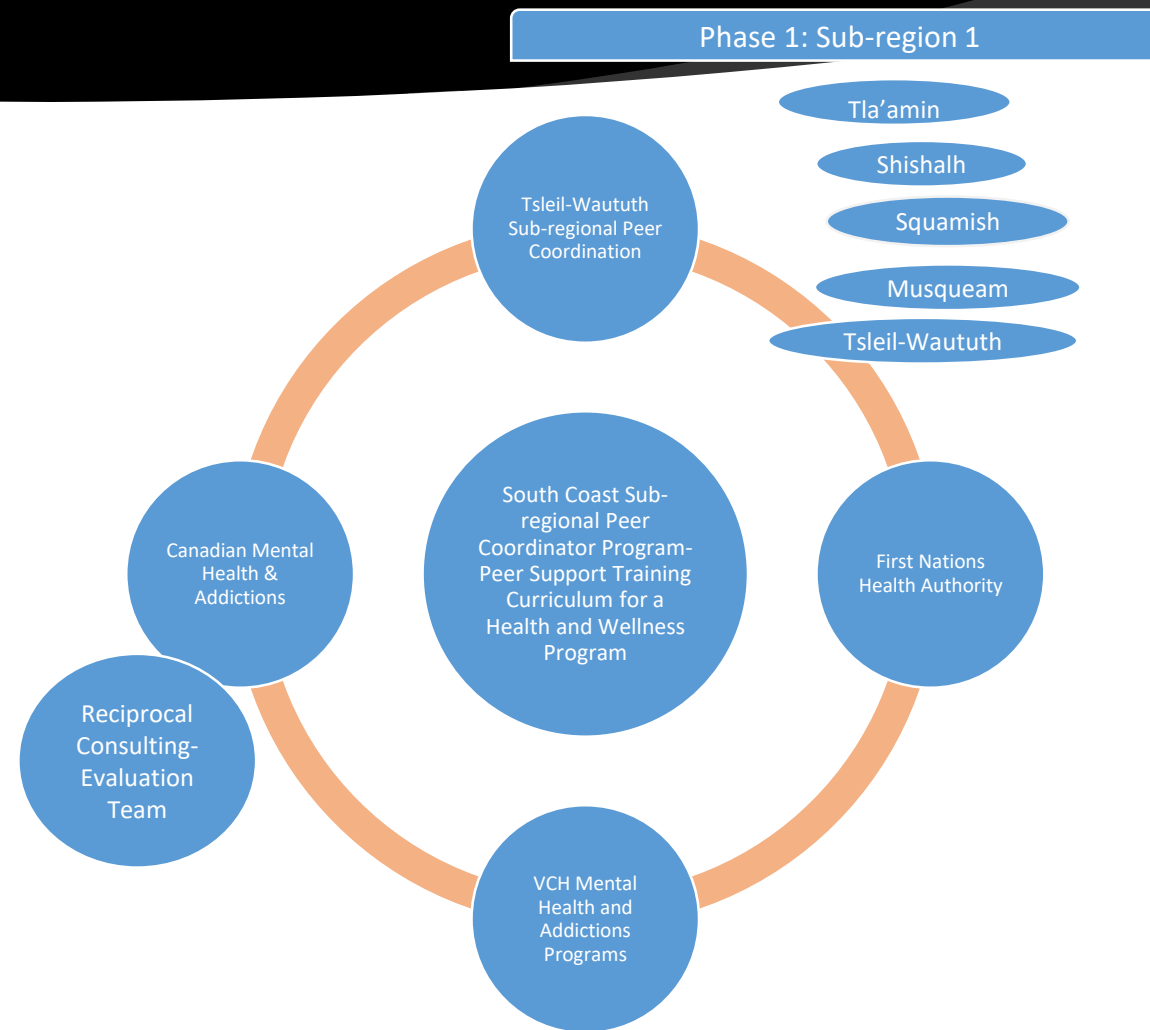 Phase 1: Sub-region 1
Tla’amin
Shishalh
Squamish
Musqueam
Tsleil-Waututh
Tsleil-Waututh
Sub-regional Peer
Coordination
First Nations
Health Authority
VCH Mental
Health and
Addictions
Programs
Canadian Mental
Health &
Addictions
Reciprocal
Consulting-
Evaluation
Team
South Coast Sub-
regional Peer
Coordinator Program-
Peer Support Training
Curriculum for a
Health and Wellness
Program